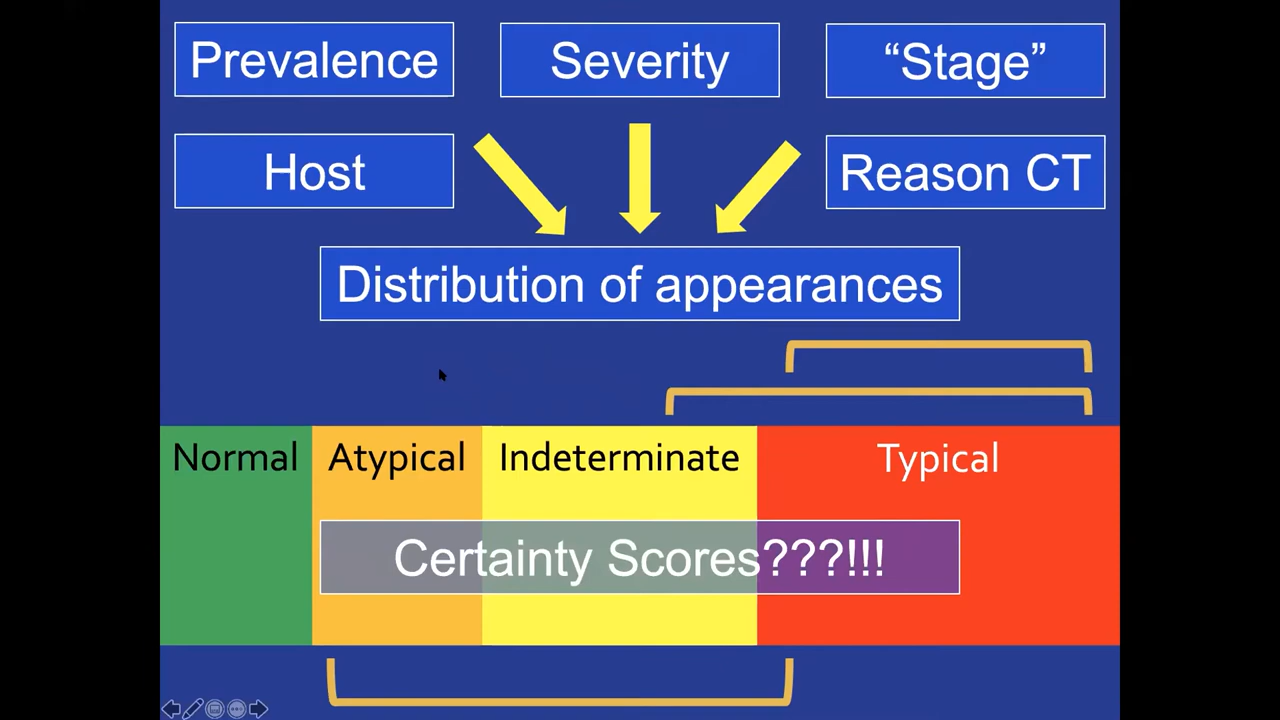 Prevalence
Severity
“Stage”
Host
Reason CT
Distribution of appearances
Normal
Atypical
Indeterminate
Typical
Certainty Scores???!!!